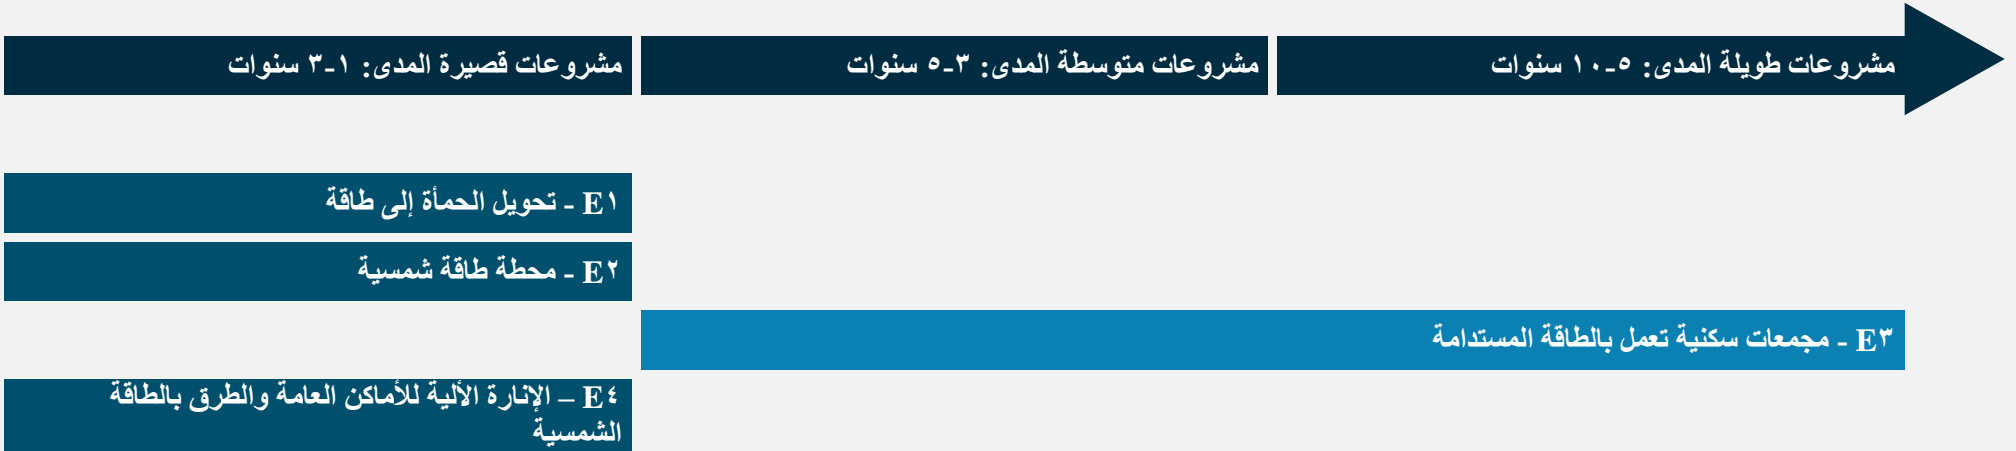 مشروعات قصيرة المدى: ١-٣ سنوات
مشروعات متوسطة المدى: ٣-٥ سنوات
مشروعات طويلة المدى: ٥-١٠ سنوات
E١ - تحويل الحمأة إلى طاقة
E٢ - محطة طاقة شمسية
E٣ - مجمعات سكنية تعمل بالطاقة المستدامة
E٤ – الإنارة الألية للأماكن العامة والطرق بالطاقة
الشمسية